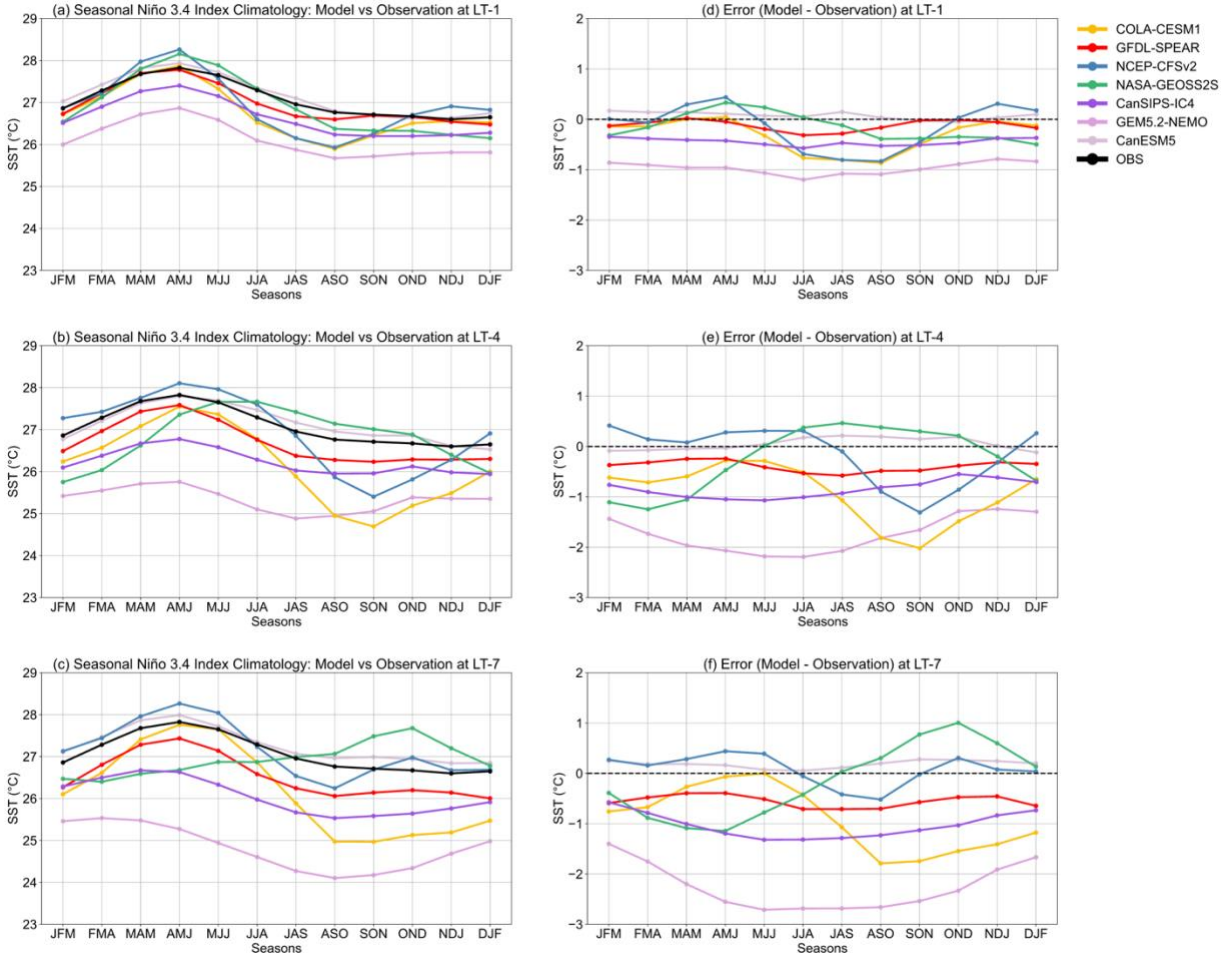 (a) Seasonal Niño 3.4 Index Climatology: Model vs Observation at LT-1
29
28
27
26
25
24
23
SST (°C)
JFM FMA MAM AMJ MJJ JJA JAS ASO SON OND NDJ DJF
Seasons
(d) Error (Model - Observation) at LT-1
2
1
0
−1
−2
−3
SST (°C)
JFM FMA MAM AMJ MJJ JJA JAS ASO SON OND NDJ DJF
Seasons
COLA-CESM1
GFDL-SPEAR
NCEP-CFSv2
NASA-GEOSS2S
CanSIPS-IC4
GEM5.2-NEMO
CanESM5
OBS
(b) Seasonal Niño 3.4 Index Climatology: Model vs Observation at LT-4
29
28
27
26
25
24
23
SST (°C)
JFM FMA MAM AMJ MJJ JJA JAS ASO SON OND NDJ DJF
Seasons
(e) Error (Model - Observation) at LT-4
2
1
0
−1
−2
−3
SST (°C)
JFM FMA MAM AMJ MJJ JJA JAS ASO SON OND NDJ DJF
Seasons
(c) Seasonal Niño 3.4 Index Climatology: Model vs Observation at LT-7
29
28
27
26
25
24
23
SST (°C)
JFM FMA MAM AMJ MJJ JJA JAS ASO SON OND NDJ DJF
Seasons
(f) Error (Model - Observation) at LT-7
2
1
0
−1
−2
−3
SST (°C)
JFM FMA MAM AMJ MJJ JJA JAS ASO SON OND NDJ DJF
Seasons